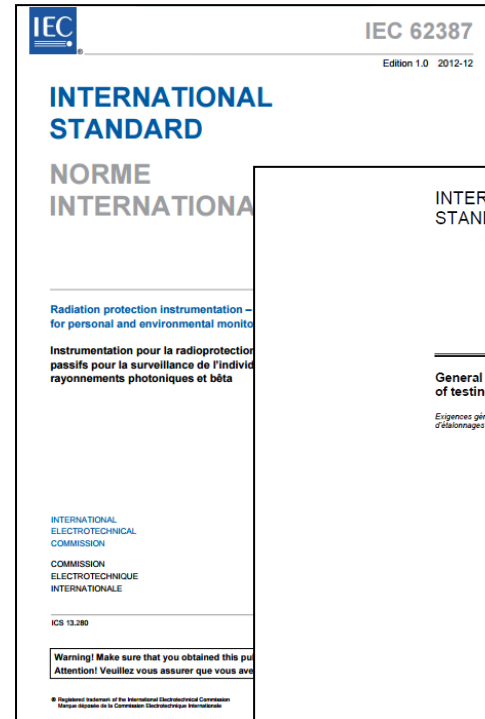 IEC
®
IEC 62387
Edition 1.0 2012-12
INTERNATIONAL
STANDARD
NORME
INTERNATIONA
Radiation protection instrumentation –
for personal and environmental monito
Instrumentation pour la radioprotection
passifs pour la surveillance de l'individ
rayonnements photoniques et bêta
INTERNATIONAL
ELECTROTECHNICAL
COMMISSION
COMMISSION
ELECTROTECHNIQUE
INTERNATIONALE
ICS 13.280
Warning! Make sure that you obtained this pu
Attention! Veuillez vous assurer que vous ave
® Registered trademark of the International Electrotechnical Commission
Marque déposée de la Commission Electrotechnique Internationale
INTER
STAN
General
of testin
Exigences gén
d'étalonnages